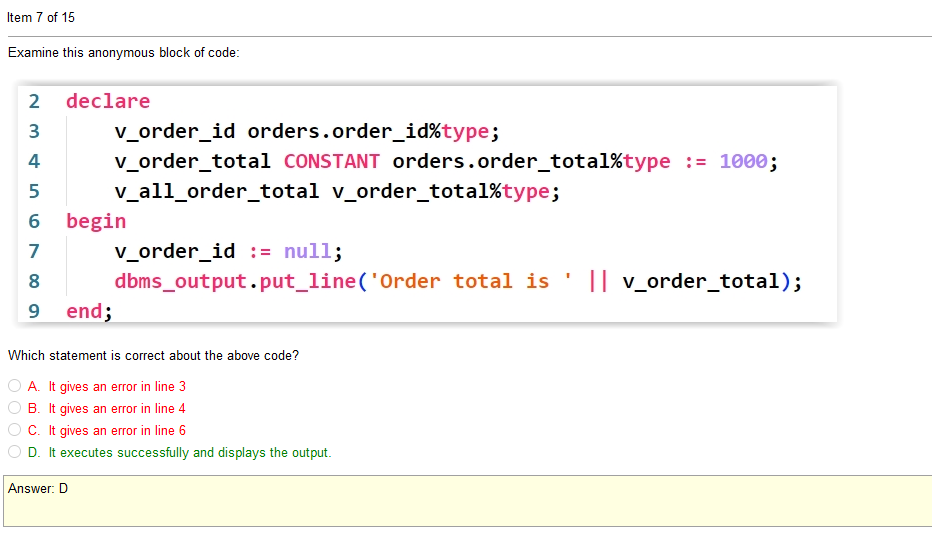 Item 7 of 15
Examine this anonymous block of code:
2 declare
3 v_order_id orders.order_id%type;
4 v_order_total CONSTANT orders.order_total%type := 1000;
5 v_all_order_total v_order_total%type;
6 begin
7 v_order_id := null;
8 dbms_output.put_line('Order total is ' || v_order_total);
9 end;
Which statement is correct about the above code?
A. It gives an error in line 3
B. It gives an error in line 4
C. It gives an error in line 6
D. It executes successfully and displays the output.
Answer: D